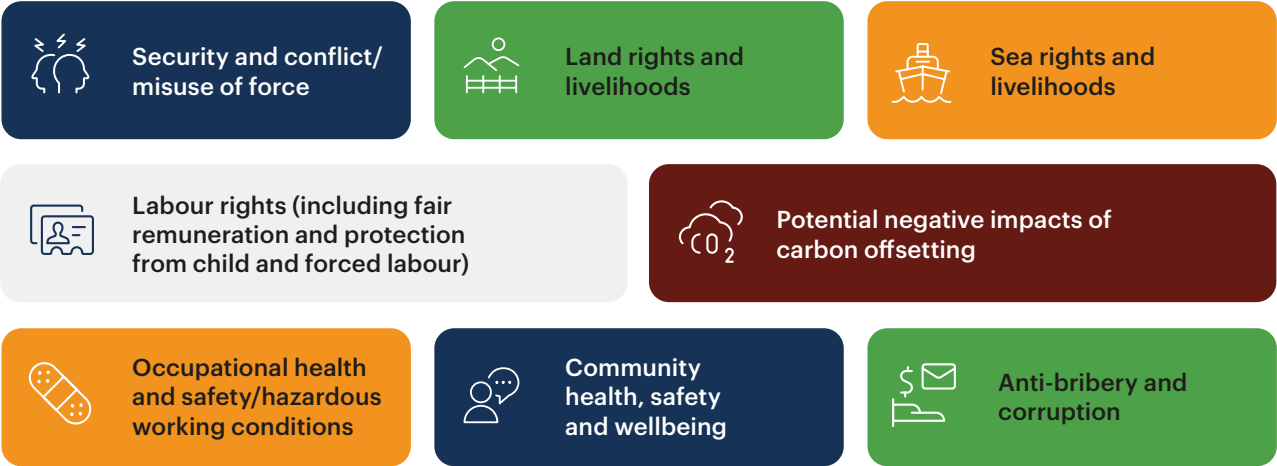 Security and conflict/
misuse of force
Land rights and
livelihoods
Sea rights and
livelihoods
Labour rights (including fair
remuneration and protection
from child and forced labour)
CO2
Potential negative impacts of
carbon offsetting
Occupational health
and safety/hazardous
working conditions
Community
health, safety
and wellbeing
$
Anti-bribery and
corruption